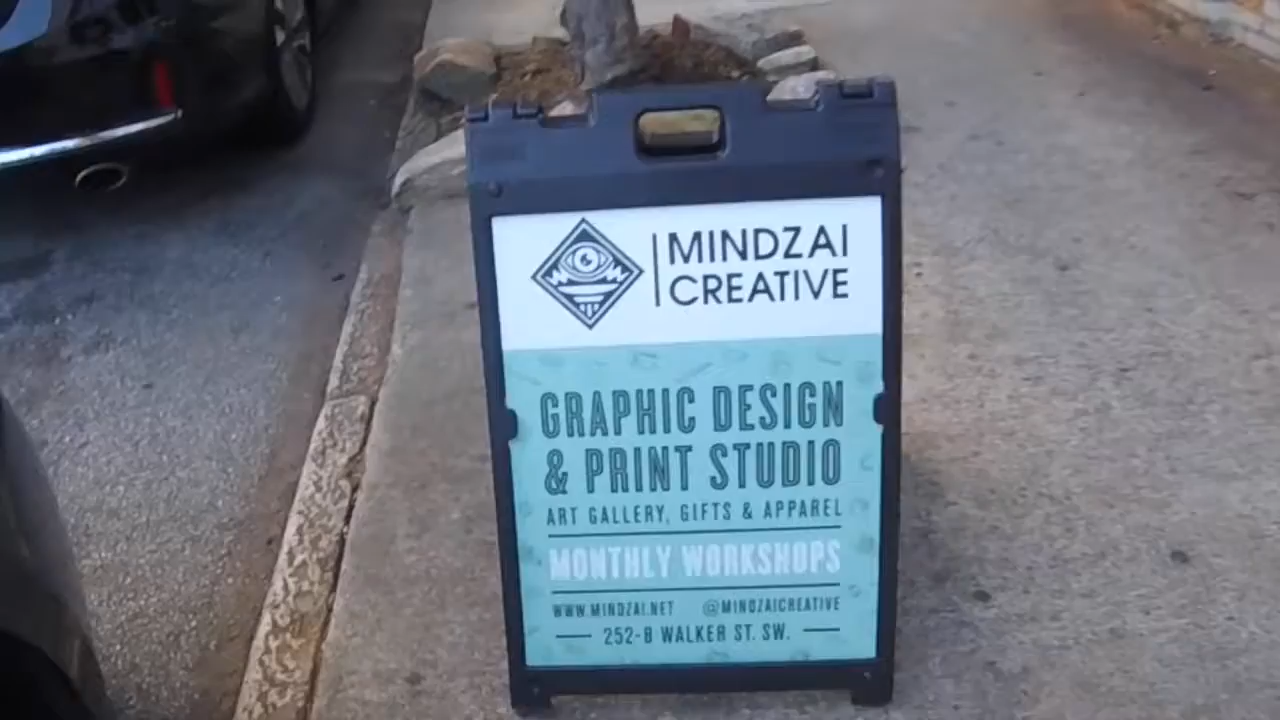 MINDZAI
CREATIVE
GRAPHIC DESIGN
& PRINT STUDIO
ART GALLERY, GIFTS & APPAREL
MONTHLY WORKSHOPS
WWW.MINDZAI.NET @MINDZAICREATIVE
252-B WALKER ST. SW.